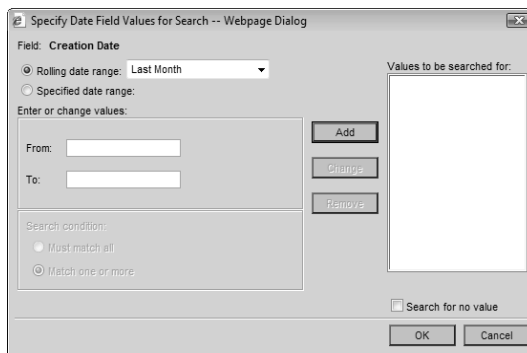 Specify Date Field Values for Search -- Webpage Dialog
Field: Creation Date
Rolling date range: Last Month
Specified date range:
Enter or change values:
From:
To:
Search condition:
Must match all
Match one or more
Add
Change
Remove
Values to be searched for:
Search for no value
OK Cancel